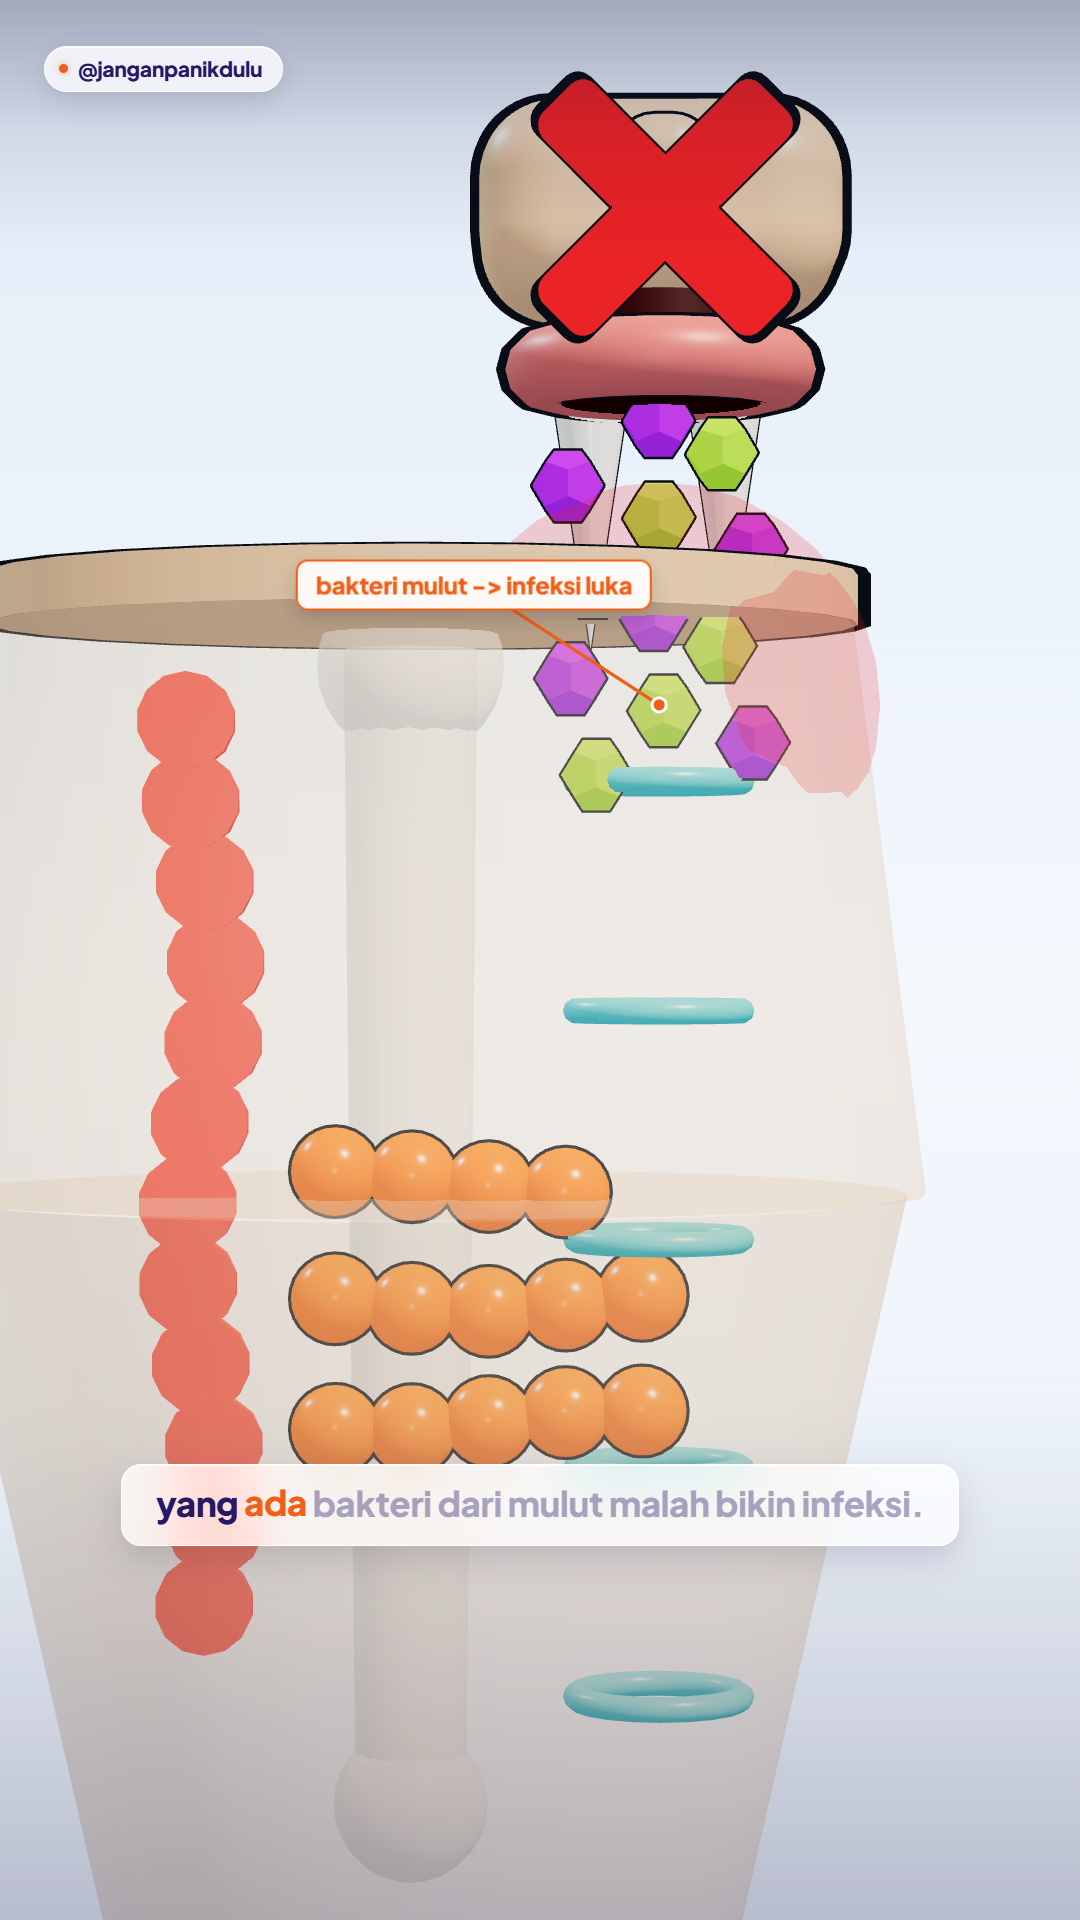 @janganpanikdulu
bakteri mulut -> infeksi luka
yang ada bakteri dari mulut malah bikin infeksi.